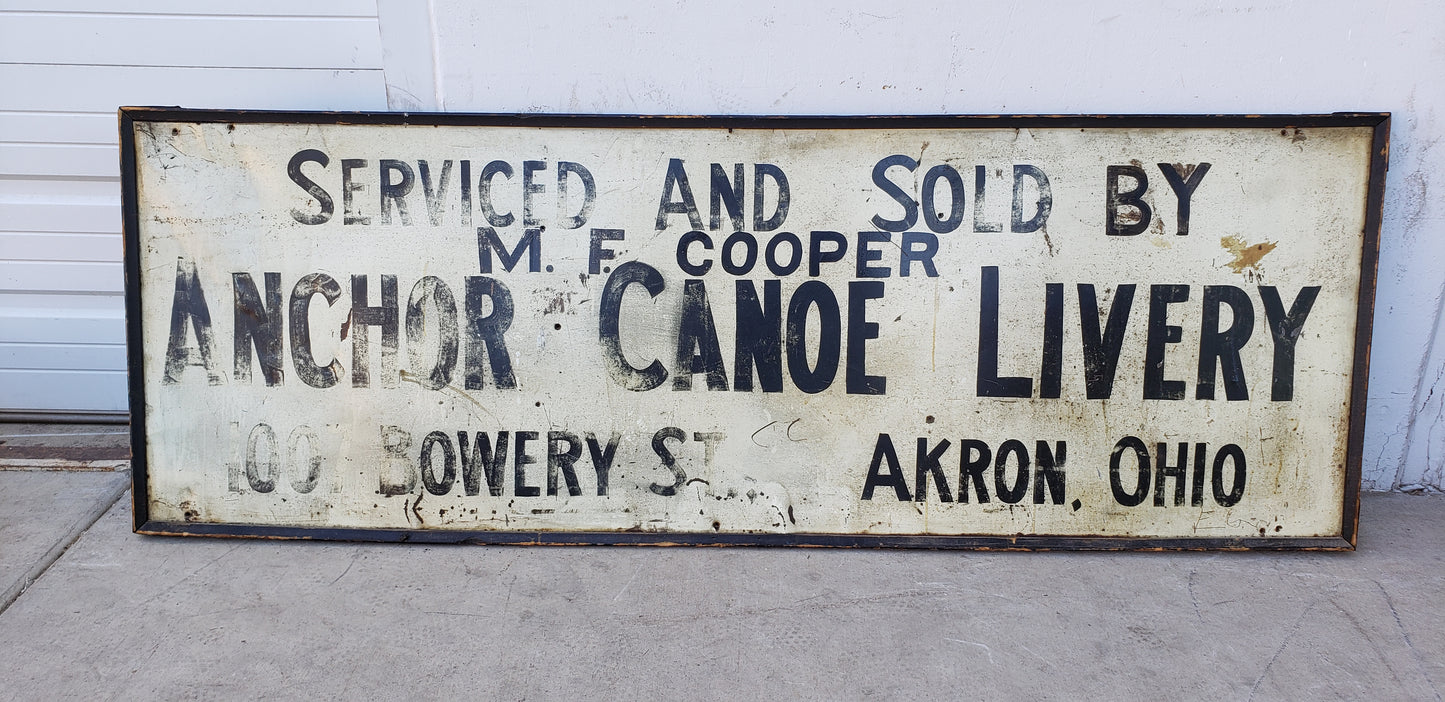 SERVICED AND SOLD BY
M. F. COOPER
ANCHOR CANOE LIVERY
BOWERY ST. AKRON, OHIO